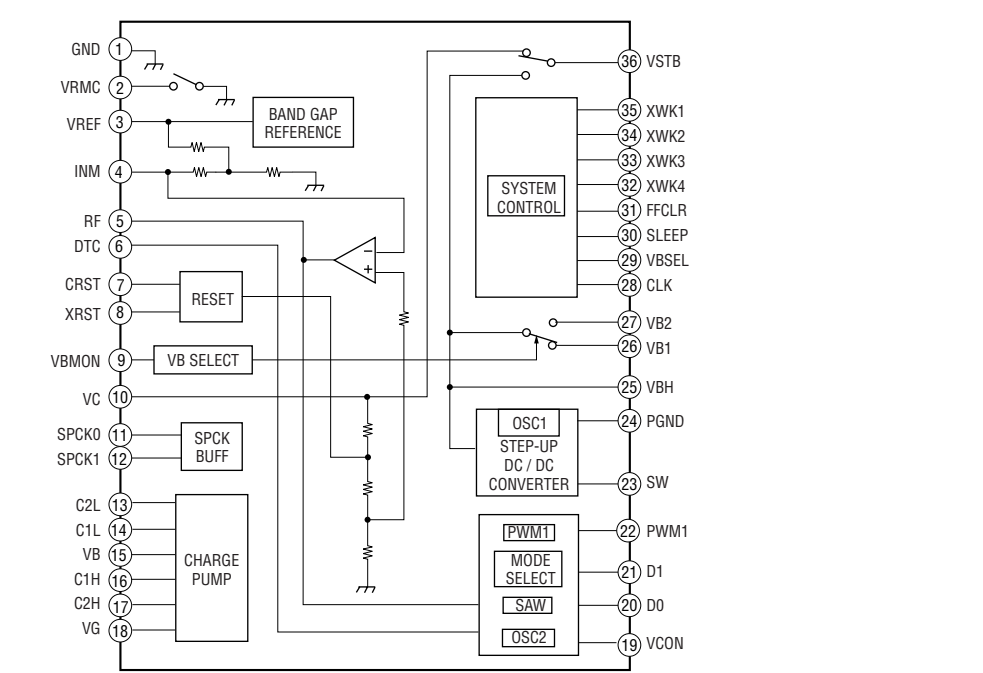 GND 1
VRMC 2
VREF 3
INM 4
RF 5
DTC 6
CRST 7
XRST 8
VBMON 9
VC 10
SPCK0 11
SPCK1 12
C2L 13
C1L 14
VB 15
C1H 16
C2H 17
VG 18
BAND GAP
REFERENCE
−
+
RESET
VB SELECT
SPCK
BUFF
CHARGE
PUMP
SYSTEM
CONTROL
OSC1
STEP-UP
DC / DC
CONVERTER
PWM1
MODE
SELECT
SAW
OSC2
36 VSTB
35 XWK1
34 XWK2
33 XWK3
32 XWK4
31 FFCLR
30 SLEEP
29 VBSEL
28 CLK
27 VB2
26 VB1
25 VBH
24 PGND
23 SW
22 PWM1
21 D1
20 D0
19 VCON